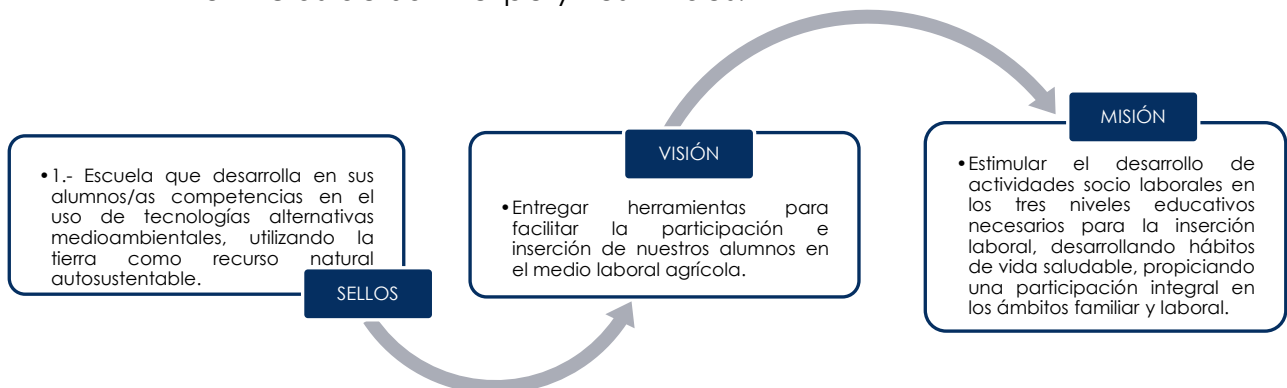 •1.- Escuela que desarrolla en sus
alumnos/as competencias en el
uso de tecnologías alternativas
medioambientales, utilizando la
tierra como recurso natural
autosustentable.
SELLOS
VISIÓN
•Entregar herramientas para
facilitar la participación e
inserción de nuestros alumnos en
el medio laboral agrícola.
MISIÓN
•Estimular el desarrollo de
actividades socio laborales en
los tres niveles educativos
necesarios para la inserción
laboral, desarrollando hábitos
de vida saludable, propiciando
una participación integral en
los ámbitos familiar y laboral.